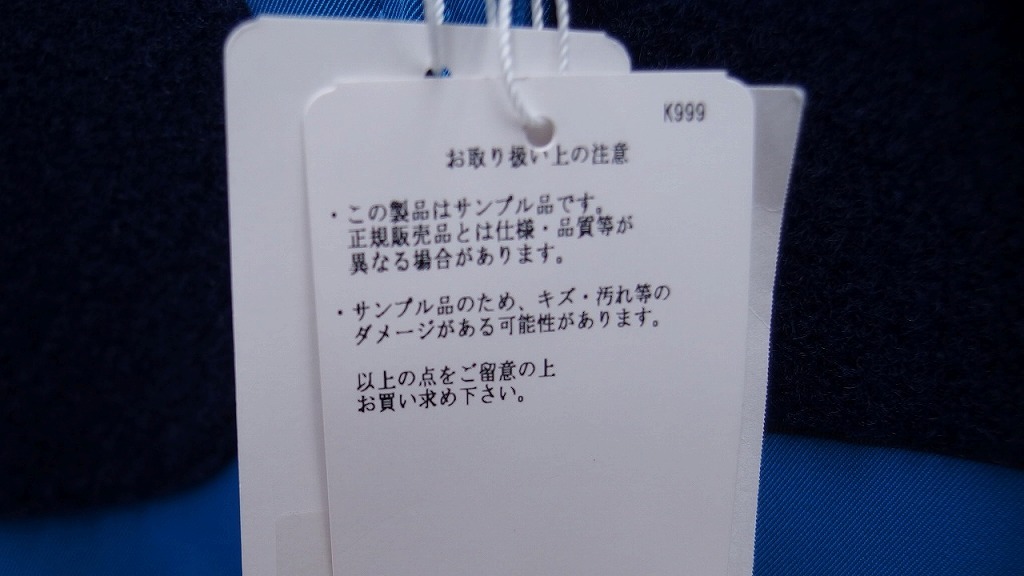 K999
お取り扱い上の注意
・この製品はサンプル品です。
正規販売品とは仕様・品質等が
異なる場合があります。
・サンプル品のため、キズ・汚れ等の
ダメージがある可能性があります。
以上の点をご留意の上
お買い求め下さい。